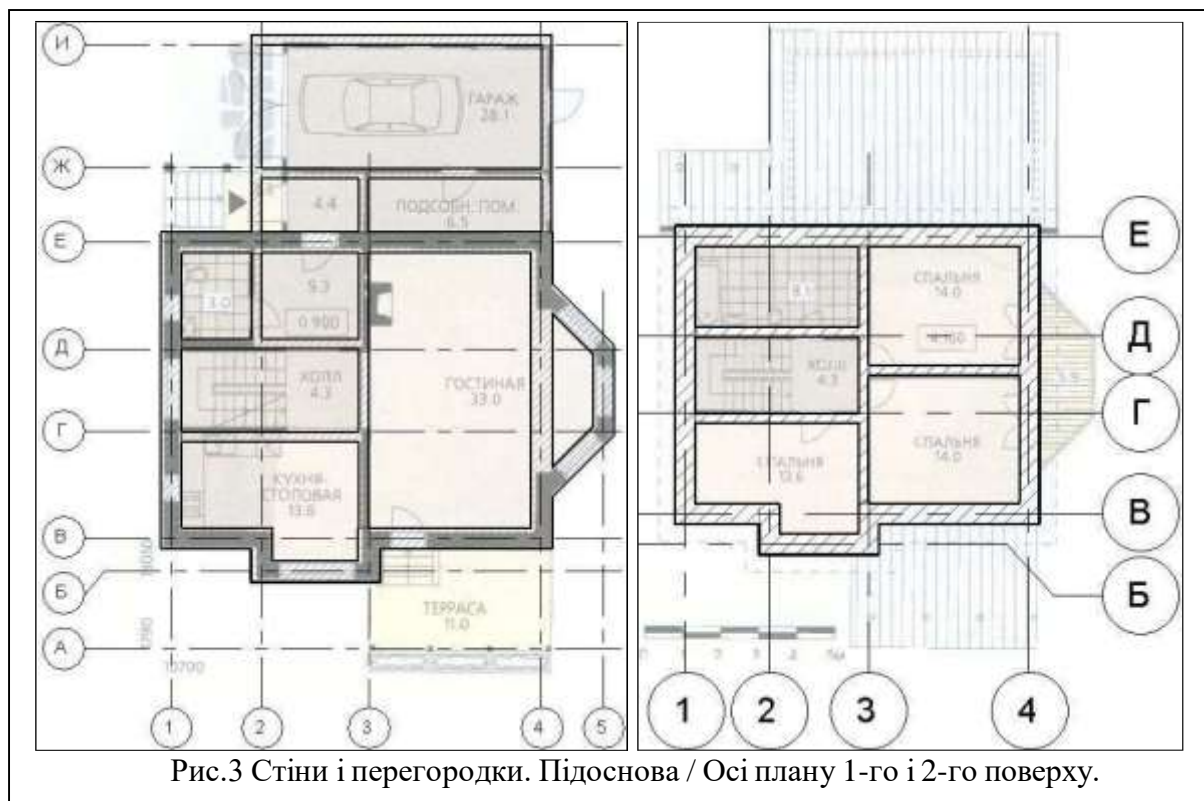 И
Ж
Е
Д
Г
В
Б
А
ГАРАЖ
28.1
4.4
ПОДСОБН. ПОМ.
6.5
3.0
5.3
0.900
ХОЛЛ
4.3
ГОСТИНАЯ
33.0
КУХНЯ-
СТОЛОВАЯ
13.6
ТЕРРАСА
11.0
10700
1
2
3
4
5
СПАЛЬНЯ
14.0
ХОЛЛ
4.3
СПАЛЬНЯ
14.0
СПАЛЬНЯ
13.6
Е
Д
Г
В
Б
1
2
3
4
Рис.3 Стіни і перегородки. Підоснова / Осі плану 1-го і 2-го поверху.